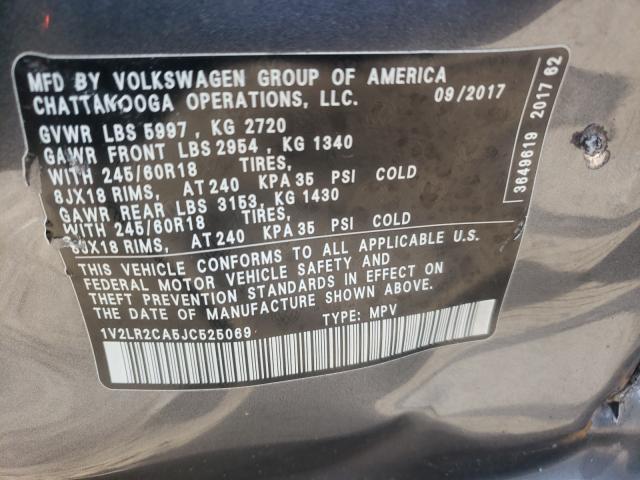 MFD BY VOLKSWAGEN GROUP OF AMERICA
CHATTANOOGA OPERATIONS, LLC. 09/2017
GVWR LBS 5997 , KG 2720
GAWR FRONT LBS 2954 , KG 1340
WITH 245/60R18 TIRES,
8JX18 RIMS, AT 240 KPA 35 PSI COLD
GAWR REAR LBS 3153, KG 1430
WITH 245/60R18 TIRES,
8JX18 RIMS, AT 240 KPA 35 PSI COLD
THIS VEHICLE CONFORMS TO ALL APPLICABLE U.S.
FEDERAL MOTOR VEHICLE SAFETY AND
THEFT PREVENTION STANDARDS IN EFFECT ON
THE DATE OF MANUFACTURE SHOWN ABOVE.
1V2LR2CA5JC525069 TYPE: MPV
3649619 2017 62